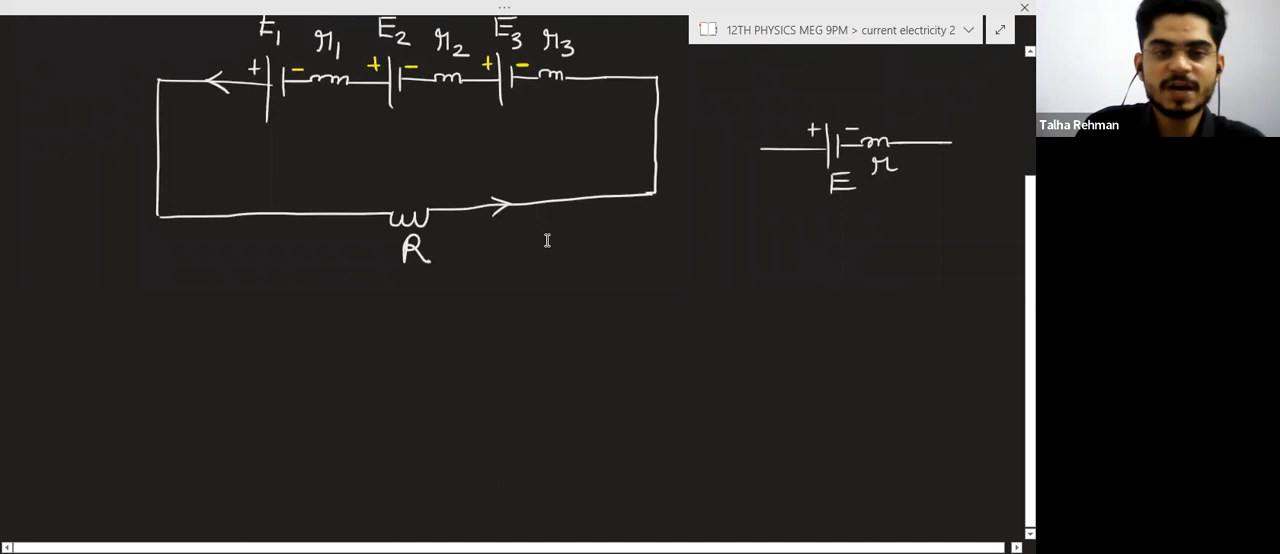 E1 r1 E2 r2 E3 r3
+ - + - + -
R
+ -
E r
12TH PHYSICS MEG 9PM > current electricity 2
Talha Rehman